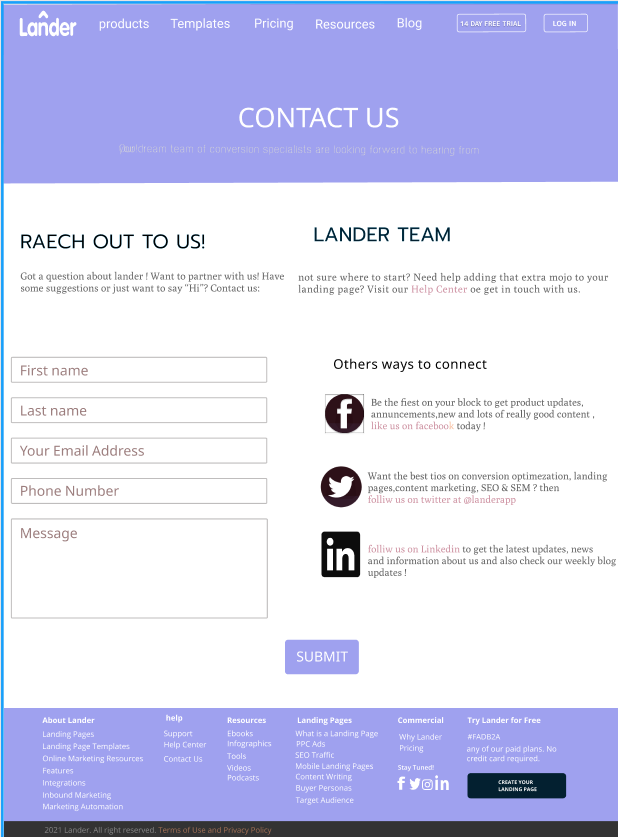 Lander
products Templates Pricing Resources Blog 14 DAY FREE TRIAL LOG IN
CONTACT US
dream team of conversion specialists are looking forward to hearing from
RAECH OUT TO US!
Got a question about lander ! Want to partner with us! Have
some suggestions or just want to say “Hi”? Contact us:
LANDER TEAM
not sure where to start? Need help adding that extra mojo to your
landing page? Visit our Help Center oe get in touch with us.
First name
Last name
Your Email Address
Phone Number
Message
Others ways to connect
Be the fiest on your block to get product updates,
annuncements,new and lots of really good content ,
like us on facebook today !
Want the best tios on conversion optimezation, landing
pages,content marketing, SEO & SEM ? then
folliw us on twitter at @landerapp
in
folliw us on Linkedin to get the latest updates, news
and information about us and also check our weekly blog
updates !
SUBMIT
About Lander
Landing Pages
Landing Page Templates
Online Marketing Resources
Features
Integrations
Inbound Marketing
Marketing Automation
help
Support
Help Center
Contact Us
Resources
Ebooks
Infographics
Tools
Videos
Podcasts
Landing Pages
What is a Landing Page
PPC Ads
SEO Traffic
Mobile Landing Pages
Content Writing
Buyer Personas
Target Audience
Commercial
Why Lander
Pricing
Stay Tuned!
Try Lander for Free
#FADB2A
any of our paid plans. No
credit card required.
CREATE YOUR
LANDING PAGE
2021 Lander. All right reserved. Terms of Use and Privacy Policy